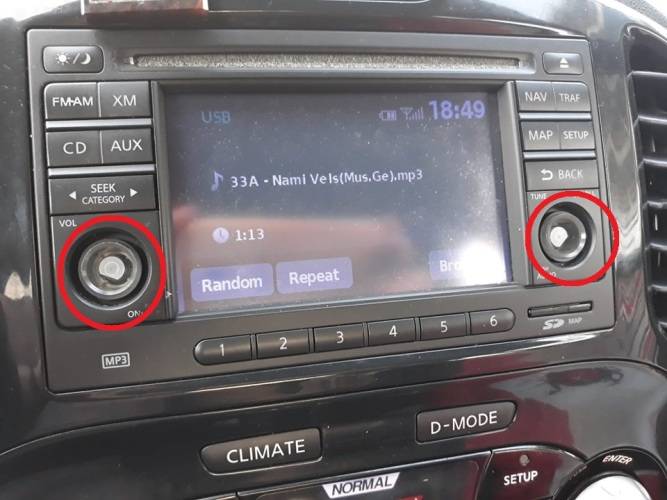 FM•AM XM
CD AUX
SEEK
CATEGORY
VOL
ON
USB 18:49
33A - Nami Vels(Mus.Ge).mp3
1:13
Random Repeat
NAV TRAF
MAP SETUP
BACK
TUNE
AUDIO
1 2 3 4 5 6
SD MAP
MP3
CLIMATE D-MODE
NORMAL
SETUP
ENTER